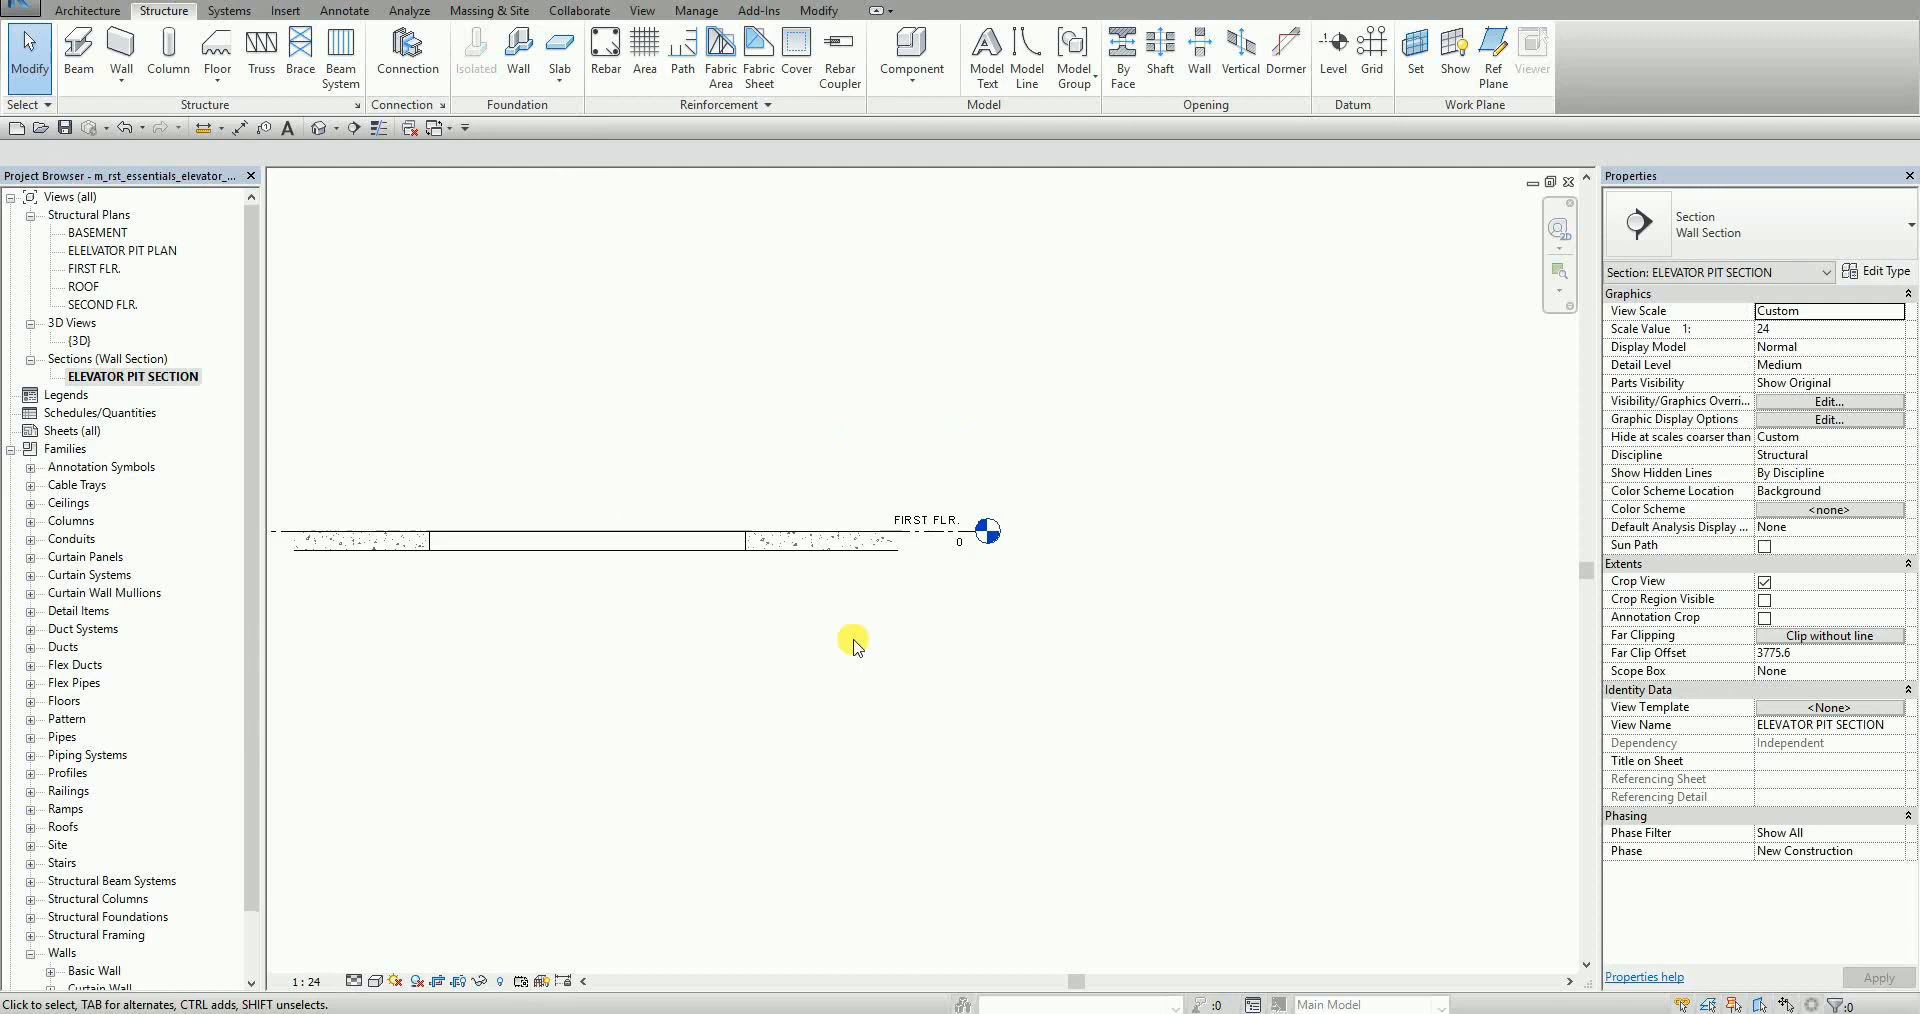 Architecture Structure Systems Insert Annotate Analyze Massing & Site Collaborate View Manage Add-Ins Modify
Modify Beam Wall Column Floor Truss Brace Beam System Connection Isolated Wall Slab Rebar Area Path Fabric Area Fabric Sheet Cover Rebar Coupler Component Model Text Model Line Model Group By Face Shaft Wall Vertical Dormer Level Grid Set Show Ref Plane Viewer
Select Structure Connection Foundation Reinforcement Model Opening Datum Work Plane
Project Browser - m_rst_essentials_elevator_...
Views (all)
Structural Plans
BASEMENT
ELELVATOR PIT PLAN
FIRST FLR.
ROOF
SECOND FLR.
3D Views
{3D}
Sections (Wall Section)
ELEVATOR PIT SECTION
Legends
Schedules/Quantities
Sheets (all)
Families
Annotation Symbols
Cable Trays
Ceilings
Columns
Conduits
Curtain Panels
Curtain Systems
Curtain Wall Mullions
Detail Items
Duct Systems
Ducts
Flex Ducts
Flex Pipes
Floors
Pattern
Pipes
Piping Systems
Profiles
Railings
Ramps
Roofs
Site
Stairs
Structural Beam Systems
Structural Columns
Structural Foundations
Structural Framing
Walls
Basic Wall
Curtain Wall
FIRST FLR.
0
2D
1 : 24
Properties
Section
Wall Section
Section: ELEVATOR PIT SECTION Edit Type
Graphics
View Scale Custom
Scale Value 1: 24
Display Model Normal
Detail Level Medium
Parts Visibility Show Original
Visibility/Graphics Overri... Edit...
Graphic Display Options Edit...
Hide at scales coarser than Custom
Discipline Structural
Show Hidden Lines By Discipline
Color Scheme Location Background
Color Scheme <none>
Default Analysis Display ... None
Sun Path
Extents
Crop View
Crop Region Visible
Annotation Crop
Far Clipping Clip without line
Far Clip Offset 3775.6
Scope Box None
Identity Data
View Template <None>
View Name ELEVATOR PIT SECTION
Dependency Independent
Title on Sheet
Referencing Sheet
Referencing Detail
Phasing
Phase Filter Show All
Phase New Construction
Properties help Apply
Click to select, TAB for alternates, CTRL adds, SHIFT unselects. :0 Main Model :0